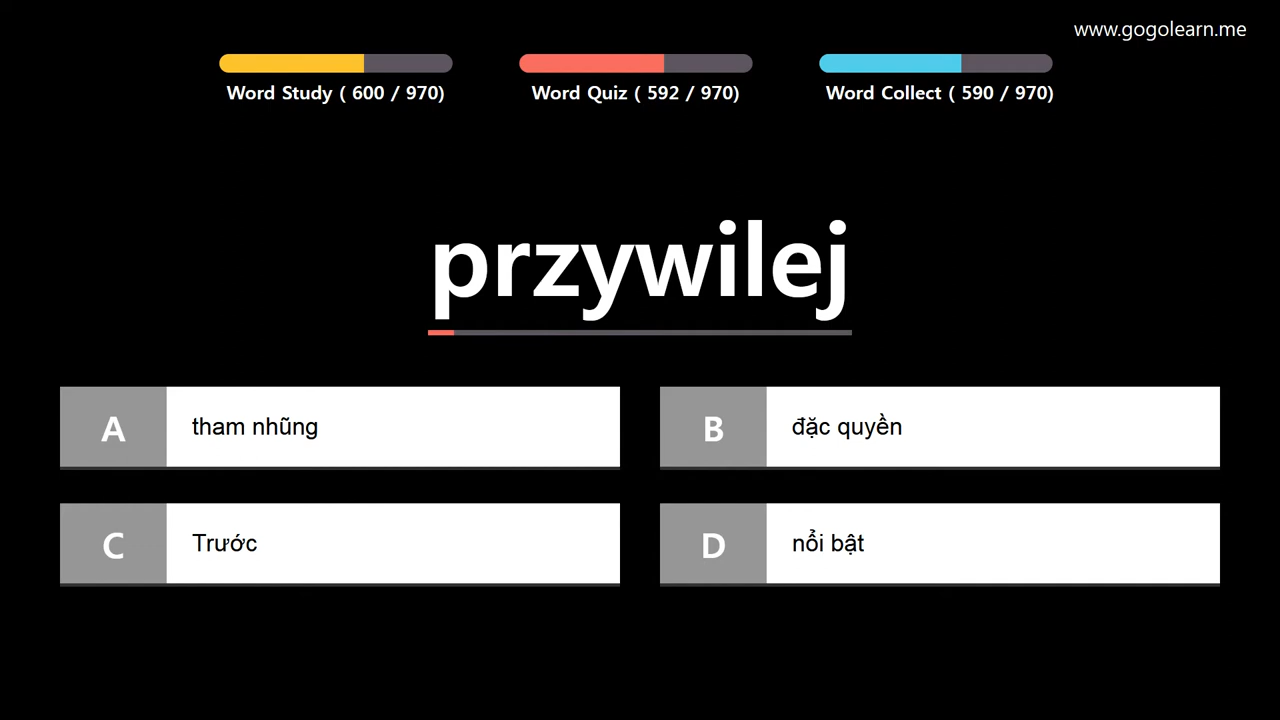 www.gogolearn.me
Word Study ( 600 / 970)
Word Quiz ( 592 / 970)
Word Collect ( 590 / 970)
przywilej
A tham nhũng
B đặc quyền
C Trước
D nổi bật